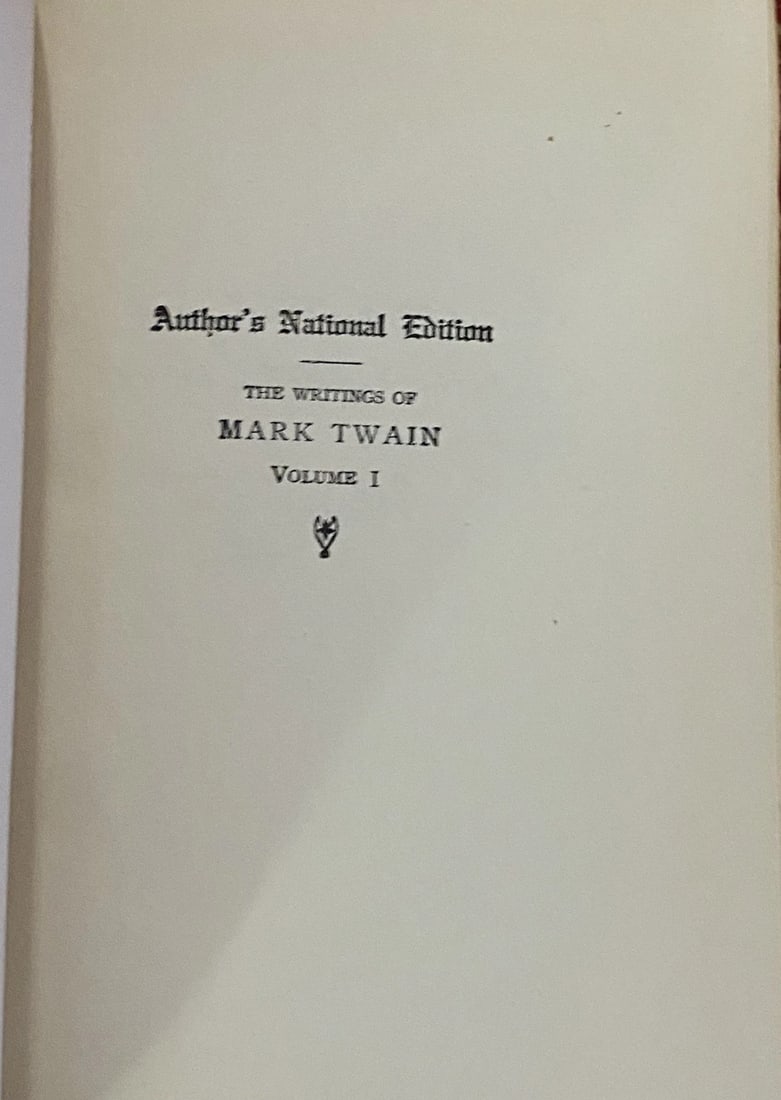 Author's National Edition
THE WRITINGS OF
MARK TWAIN
VOLUME I